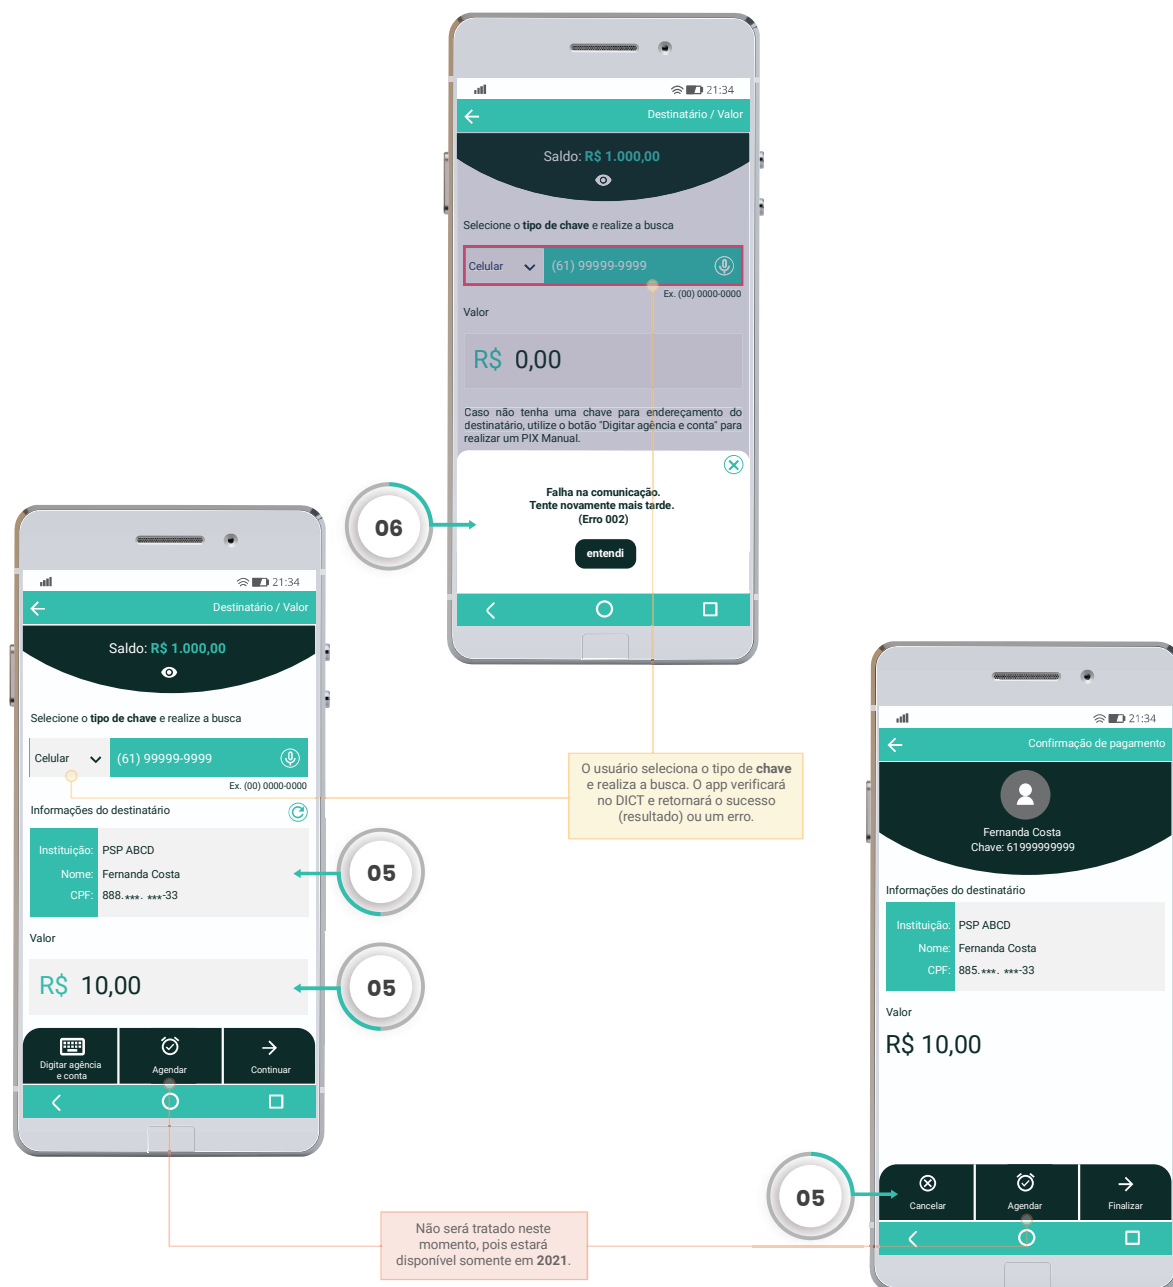 21:34
Destinatário / Valor
Saldo: R$ 1.000,00
Selecione o tipo de chave e realize a busca
Celular
(61) 99999-9999
Ex. (00) 0000-0000
Valor
R$ 0,00
Caso não tenha uma chave para endereçamento do
destinatário, utilize o botão "Digitar agência e conta" para
realizar um PIX Manual.
Falha na comunicação.
Tente novamente mais tarde.
(Erro 002)
entendi
06
21:34
Destinatário / Valor
Saldo: R$ 1.000,00
Selecione o tipo de chave e realize a busca
Celular
(61) 99999-9999
Ex. (00) 0000-0000
Informações do destinatário
Instituição: PSP ABCD
Nome: Fernanda Costa
CPF: 888.***. ***-33
05
Valor
R$ 10,00
05
Digitar agência
e conta
Agendar
Continuar
O usuário seleciona o tipo de chave
e realiza a busca. O app verificará
no DICT e retornará o sucesso
(resultado) ou um erro.
21:34
Confirmação de pagamento
Fernanda Costa
Chave: 61999999999
Informações do destinatário
Instituição: PSP ABCD
Nome: Fernanda Costa
CPF: 885.***. ***-33
Valor
R$ 10,00
05
Cancelar
Agendar
Finalizar
Não será tratado neste
momento, pois estará
disponível somente em 2021.